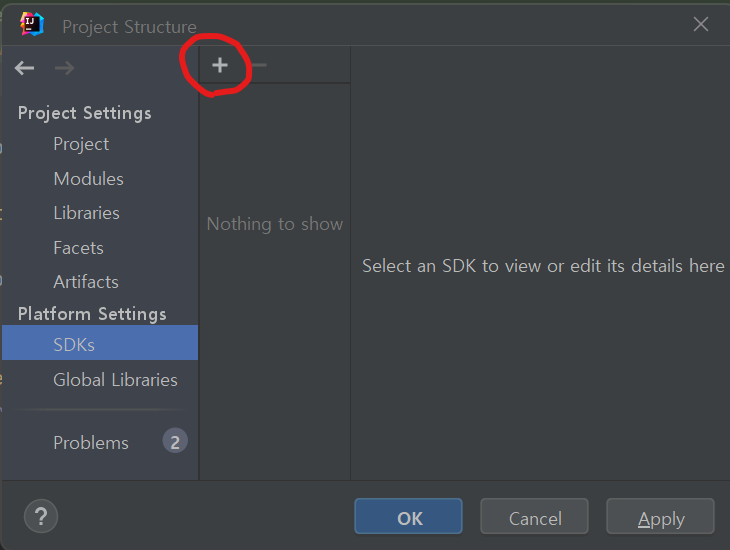 IJ
Project Structure
Project Settings
Project
Modules
Libraries
Facets
Artifacts
Platform Settings
SDKs
Global Libraries
Problems
2
Nothing to show
Select an SDK to view or edit its details here
?
OK
Cancel
Apply